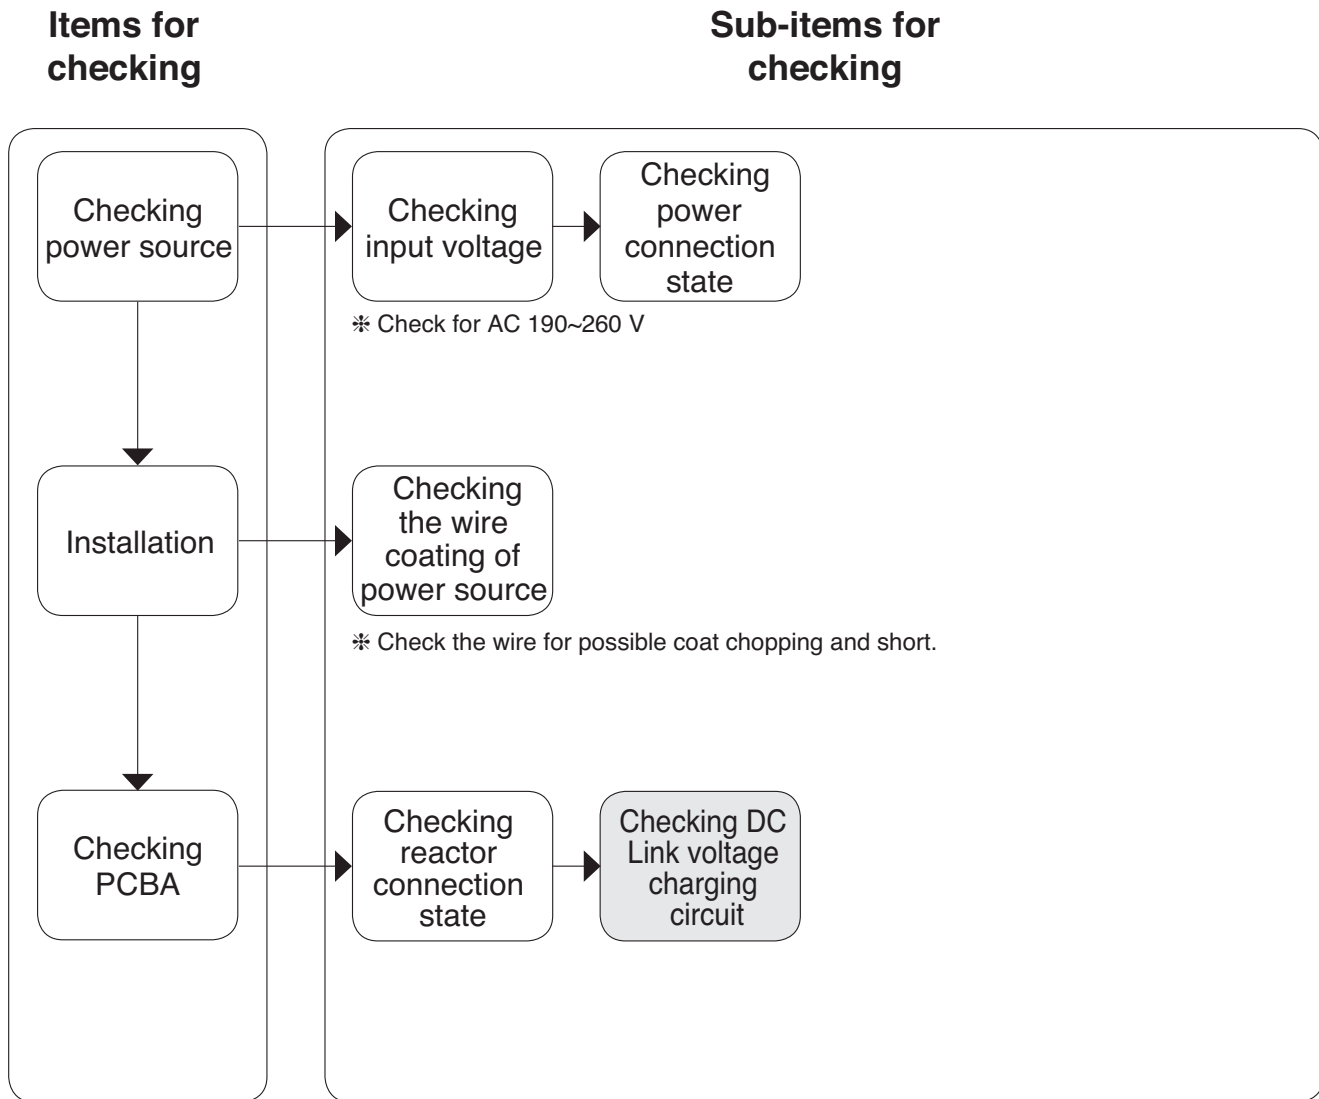 Items for
checking
Sub-items for
checking
Checking
power source
Checking
input voltage
Checking
power
connection
state
❈ Check for AC 190~260 V
Installation
Checking
the wire
coating of
power source
❈ Check the wire for possible coat chopping and short.
Checking
PCBA
Checking
reactor
connection
state
Checking DC
Link voltage
charging
circuit